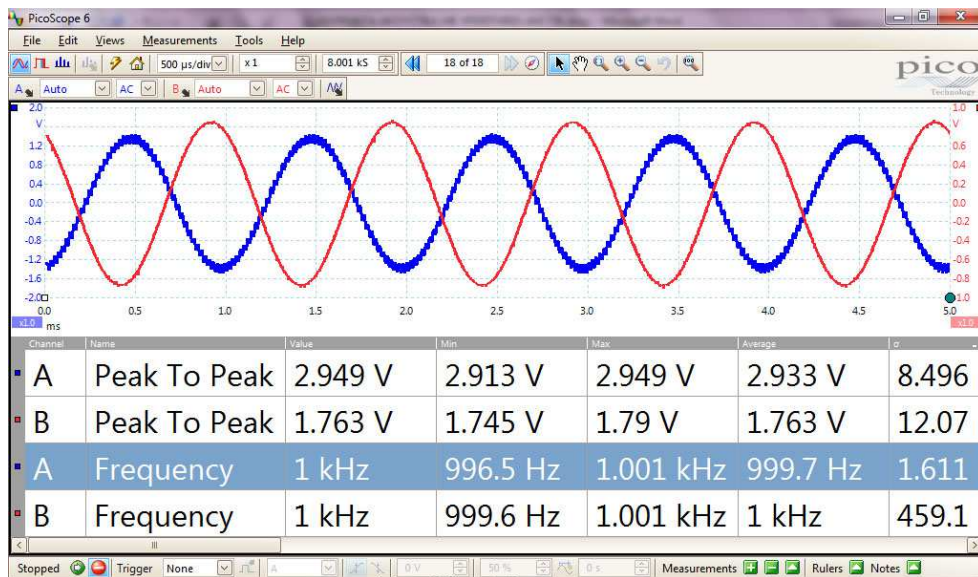 PicoScope 6
File Edit Views Measurements Tools Help
500 µs/div x 1 8.001 kS 18 of 18
pico
Technology
A Auto AC B Auto AC
2.0 1.0
V V
1.2 0.6
0.8 0.4
0.4 0.2
0.0 0.0
-0.4 -0.2
-0.8 -0.4
-1.2 -0.6
-1.6 -0.8
-2.0 -1.0
0.0 0.5 1.0 1.5 2.0 2.5 3.0 3.5 4.0 4.5 5.0
x1.0 ms x1.0
Channel Name Value Min Max Average σ
A Peak To Peak 2.949 V 2.913 V 2.949 V 2.933 V 8.496
B Peak To Peak 1.763 V 1.745 V 1.79 V 1.763 V 12.07
A Frequency 1 kHz 996.5 Hz 1.001 kHz 999.7 Hz 1.611
B Frequency 1 kHz 999.6 Hz 1.001 kHz 1 kHz 459.1
Stopped Trigger None A 0 V 50 % 0 s Measurements Rulers Notes